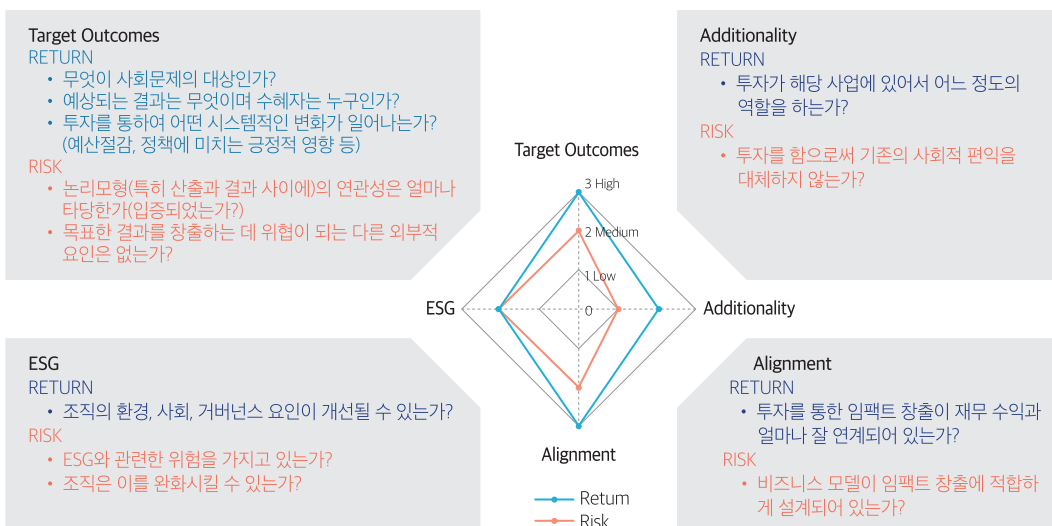 Target Outcomes
RETURN
• 무엇이 사회문제의 대상인가?
• 예상되는 결과는 무엇이며 수혜자는 누구인가?
• 투자를 통하여 어떤 시스템적인 변화가 일어나는가?
(예산절감, 정책에 미치는 긍정적 영향 등)
RISK
• 논리모형(특히 산출과 결과 사이에)의 연관성은 얼마나
타당한가(입증되었는가?)
• 목표한 결과를 창출하는 데 위협이 되는 다른 외부적
요인은 없는가?
Additionality
RETURN
• 투자가 해당 사업에 있어서 어느 정도의
역할을 하는가?
RISK
• 투자를 함으로써 기존의 사회적 편익을
대체하지 않는가?
Target Outcomes
3 High
2 Medium
1 Low
0
ESG
Additionality
Alignment
Retum
Risk
ESG
RETURN
• 조직의 환경, 사회, 거버넌스 요인이 개선될 수 있는가?
RISK
• ESG와 관련한 위험을 가지고 있는가?
• 조직은 이를 완화시킬 수 있는가?
Alignment
RETURN
• 투자를 통한 임팩트 창출이 재무 수익과
얼마나 잘 연계되어 있는가?
RISK
• 비즈니스 모델이 임팩트 창출에 적합하
게 설계되어 있는가?